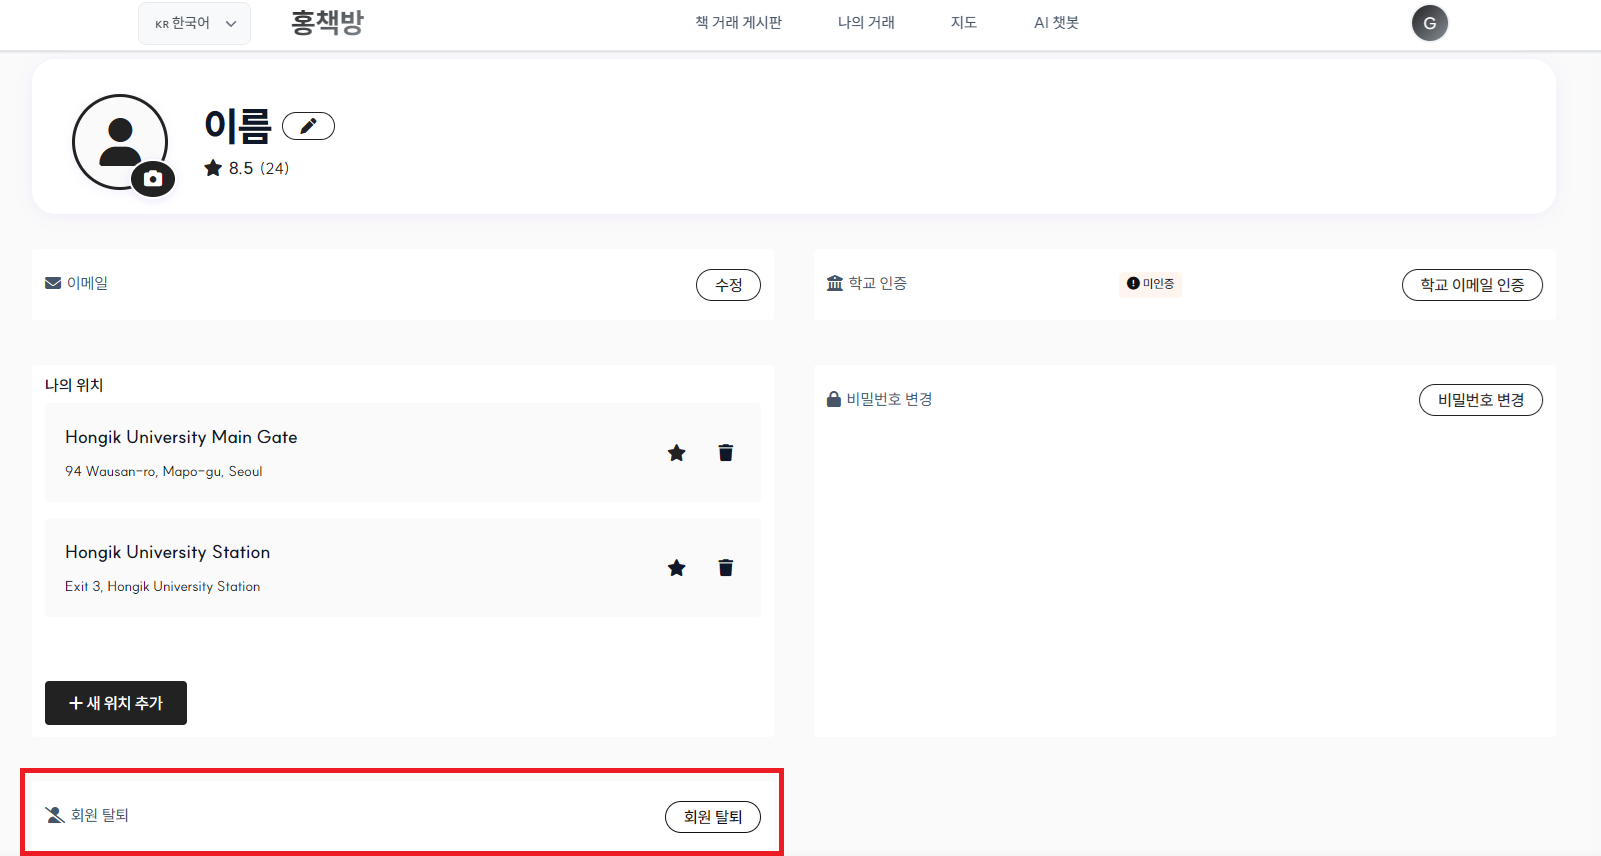 KR 한국어
홍책방
책 거래 게시판
나의 거래
지도
AI 챗봇
G
이름
8.5 (24)
이메일
수정
학교 인증
미인증
학교 이메일 인증
나의 위치
Hongik University Main Gate
94 Wausan-ro, Mapo-gu, Seoul
Hongik University Station
Exit 3, Hongik University Station
새 위치 추가
비밀번호 변경
비밀번호 변경
회원 탈퇴
회원 탈퇴